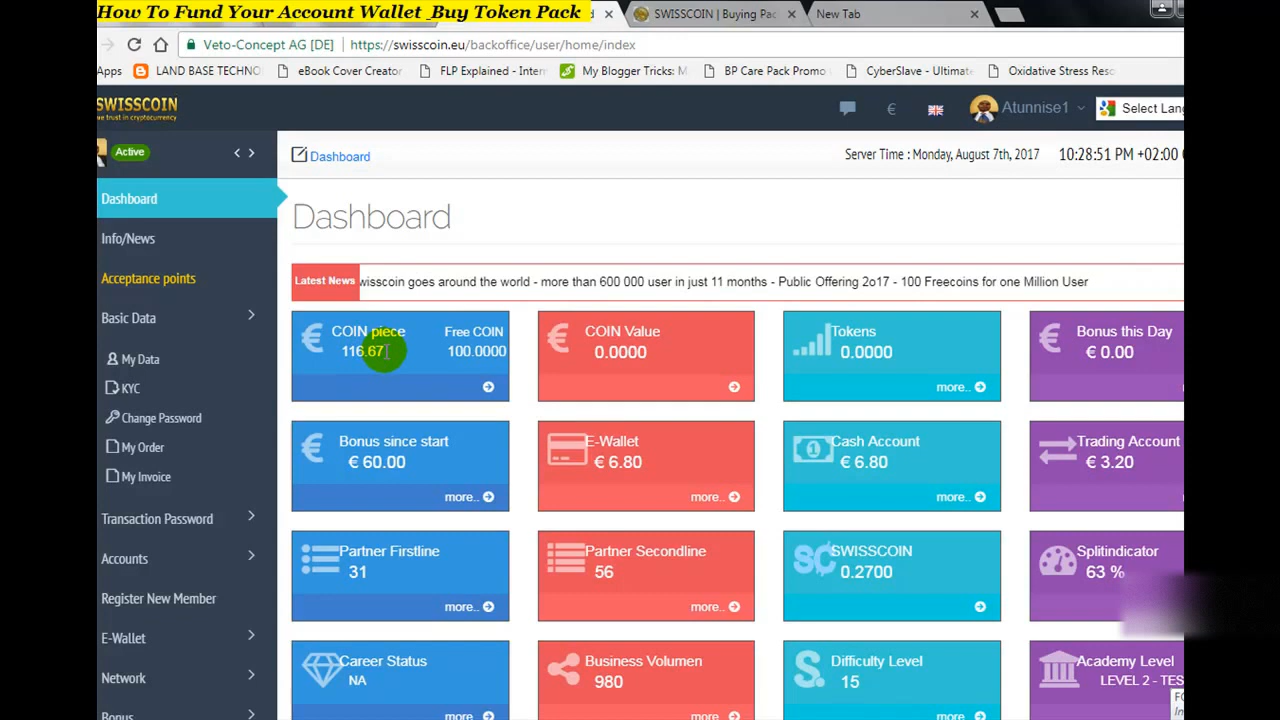 How To Fund Your Account Wallet _Buy Token Pack
SWISSCOIN | Buying Pac
New Tab
Veto-Concept AG [DE]
https://swisscoin.eu/backoffice/user/home/index
Apps
LAND BASE TECHNO
eBook Cover Creator
FLP Explained - Inter
My Blogger Tricks: M
BP Care Pack Promo
CyberSlave - Ultimate
Oxidative Stress Reso
SWISSCOIN
we trust in cryptocurrency
Atunnise1
Select Lang
Active
Dashboard
Server Time : Monday, August 7th, 2017
10:28:51 PM +02:00
Dashboard
Info/News
Acceptance points
Basic Data
My Data
KYC
Change Password
My Order
My Invoice
Transaction Password
Accounts
Register New Member
E-Wallet
Network
Bonus
Dashboard
Latest News
wisscoin goes around the world - more than 600 000 user in just 11 months - Public Offering 2o17 - 100 Freecoins for one Million User
COIN piece
116.67
Free COIN
100.0000
COIN Value
0.0000
Tokens
0.0000
more..
Bonus this Day
€ 0.00
Bonus since start
€ 60.00
more..
E-Wallet
€ 6.80
more..
Cash Account
€ 6.80
more..
Trading Account
€ 3.20
Partner Firstline
31
more..
Partner Secondline
56
more..
SWISSCOIN
0.2700
Splitindicator
63 %
Career Status
NA
more..
Business Volumen
980
more..
Difficulty Level
15
more..
Academy Level
LEVEL 2 - TES